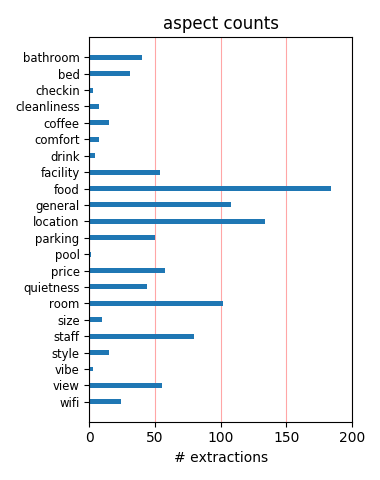 aspect counts
bathroom
bed
checkin
cleanliness
coffee
comfort
drink
facility
food
general
location
parking
pool
price
quietness
room
size
staff
style
vibe
view
wifi
0 50 100 150 200
# extractions